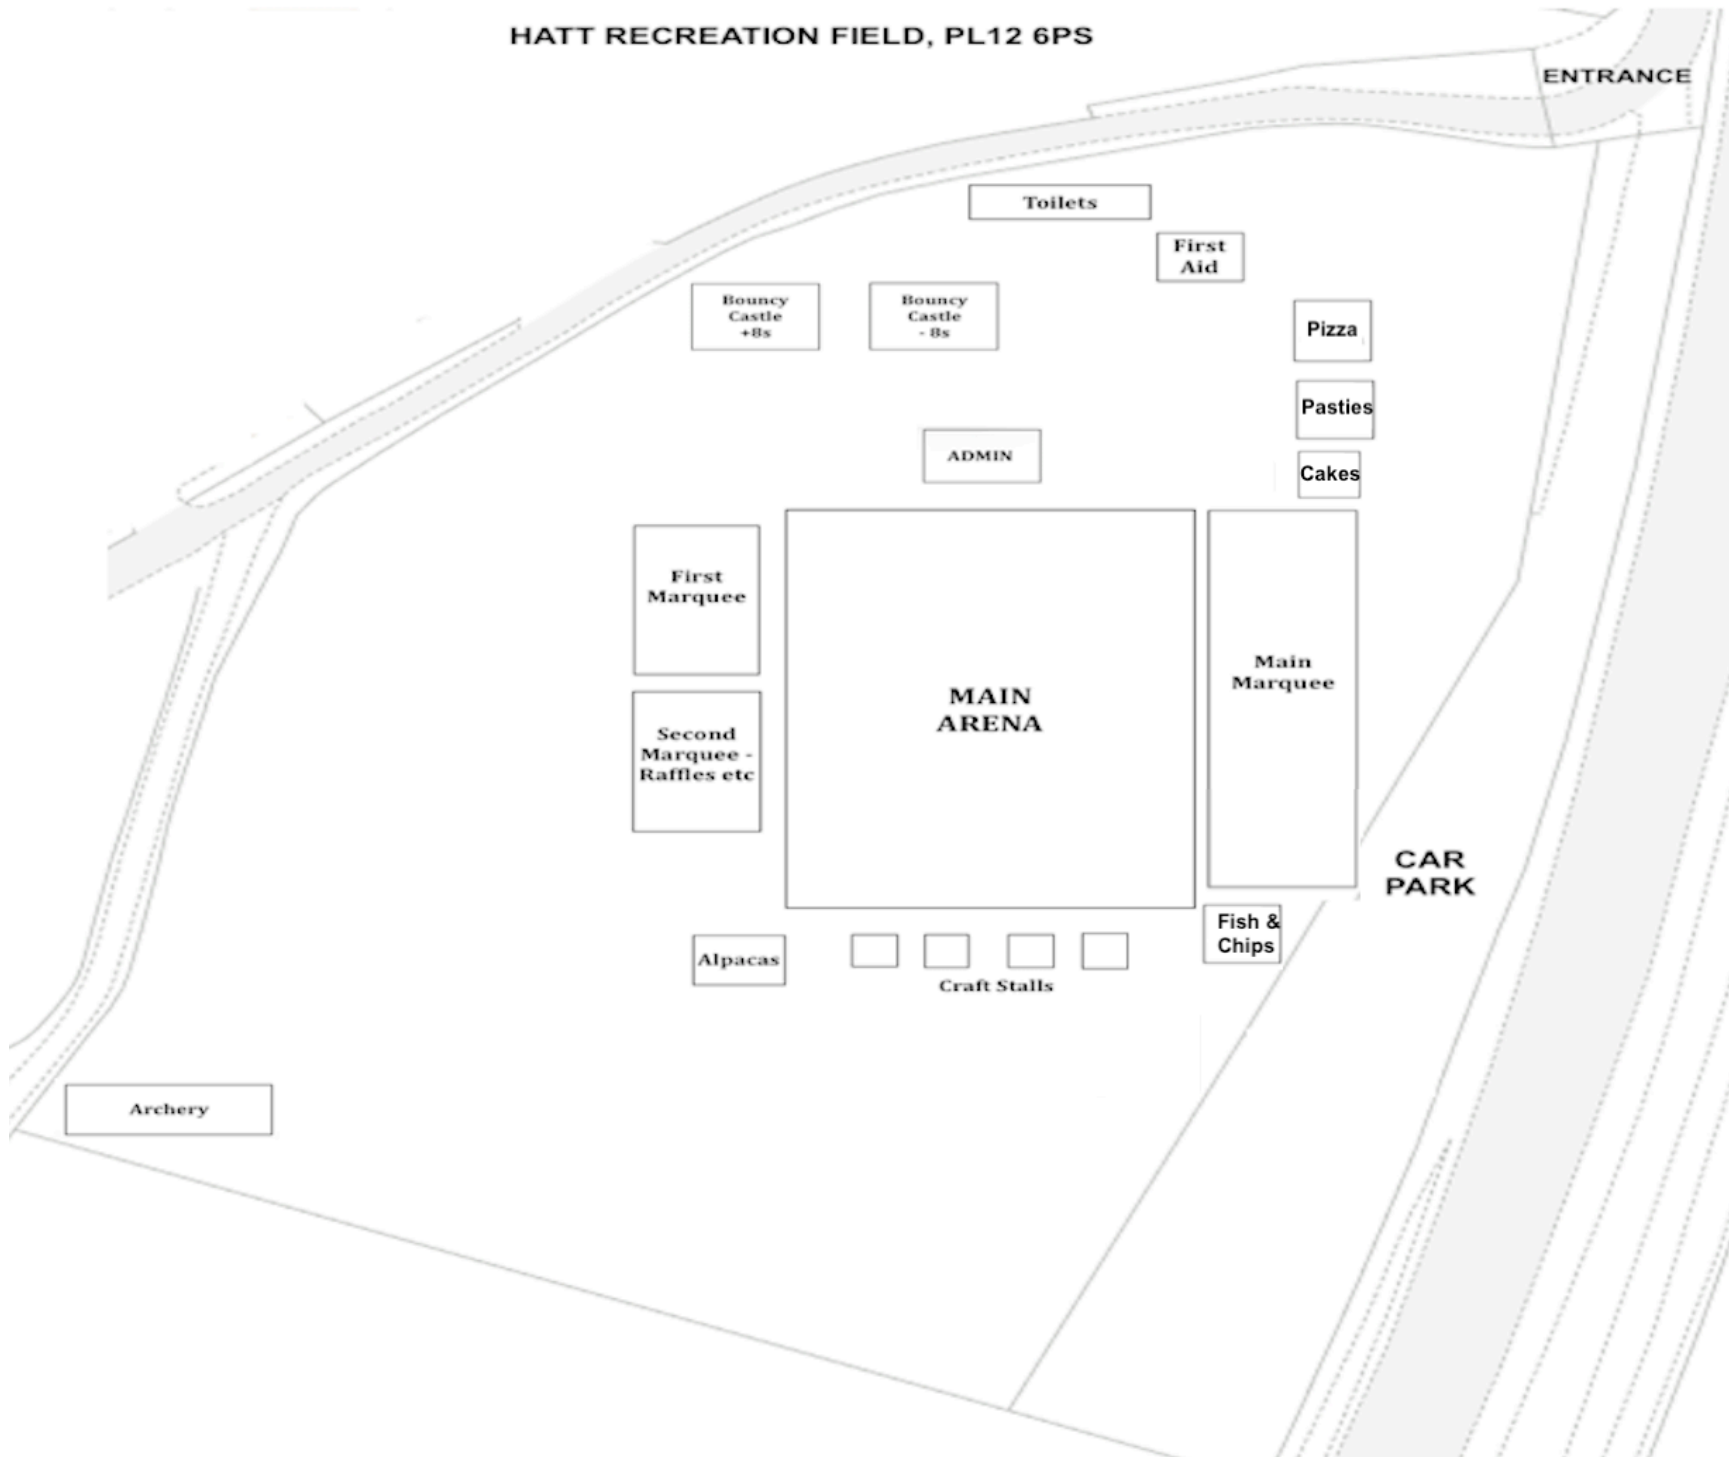 HATT RECREATION FIELD, PL12 6PS
ENTRANCE
Toilets
First
Aid
Bouncy
Castle
+8s
Bouncy
Castle
- 8s
Pizza
Pasties
Cakes
ADMIN
First
Marquee
Second
Marquee -
Raffles etc
MAIN
ARENA
Main
Marquee
CAR
PARK
Fish &
Chips
Alpacas
Craft Stalls
Archery